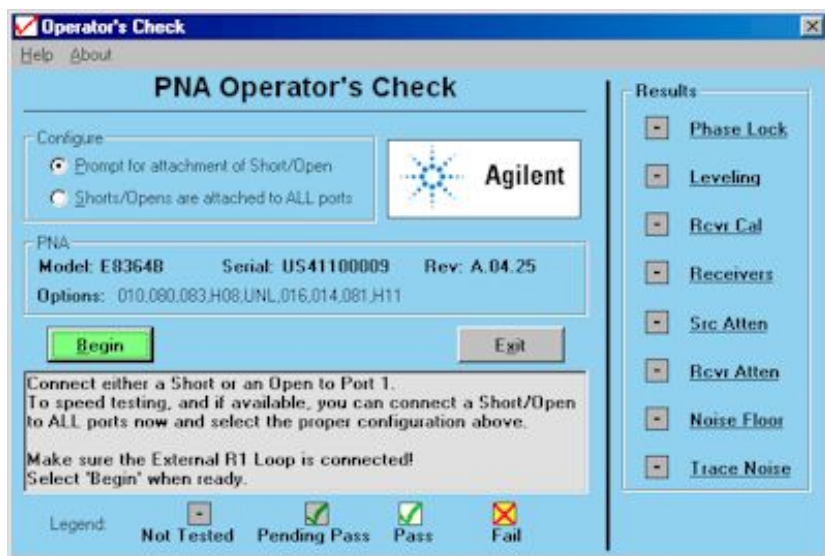 Operator's Check
Help About
PNA Operator's Check
Configure
Prompt for attachment of Short/Open
Shorts/Opens are attached to ALL ports
Agilent
PNA
Model: E8364B Serial: US41100009 Rev: A.04.25
Options: 010,080,083,H08,UNL,016,014,081,H11
Begin
Exit
Connect either a Short or an Open to Port 1.
To speed testing, and if available, you can connect a Short/Open
to ALL ports now and select the proper configuration above.
Make sure the External R1 Loop is connected!
Select 'Begin' when ready.
Legend:
Not Tested
Pending Pass
Pass
Fail
Results
Phase Lock
Leveling
Rcvr Cal
Receivers
Src Atten
Rcvr Atten
Noise Floor
Trace Noise